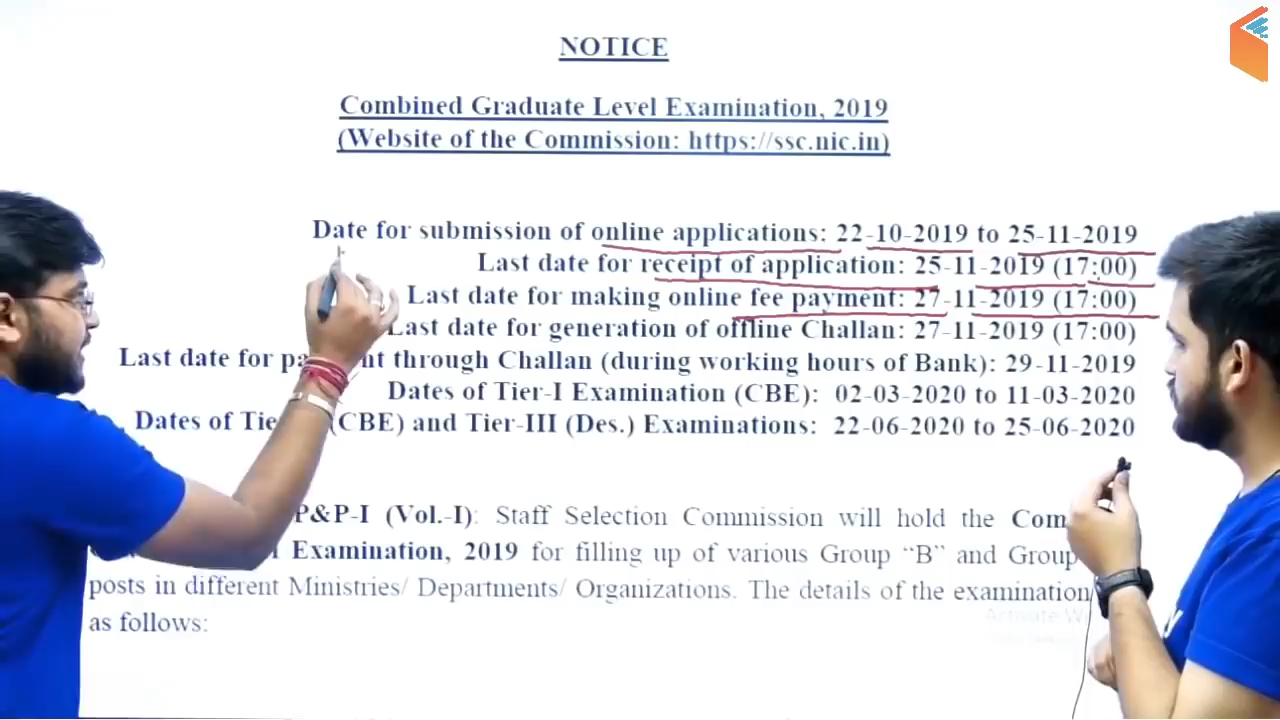 NOTICE
Combined Graduate Level Examination, 2019
(Website of the Commission: https://ssc.nic.in)
Date for submission of online applications: 22-10-2019 to 25-11-2019
Last date for receipt of application: 25-11-2019 (17:00)
Last date for making online fee payment: 27-11-2019 (17:00)
Last date for generation of offline Challan: 27-11-2019 (17:00)
Last date for pa nt through Challan (during working hours of Bank): 29-11-2019
Dates of Tier-I Examination (CBE): 02-03-2020 to 11-03-2020
Dates of Tie (CBE) and Tier-III (Des.) Examinations: 22-06-2020 to 25-06-2020
P&P-I (Vol.-I): Staff Selection Commission will hold the Com
Examination, 2019 for filling up of various Group “B” and Group
posts in different Ministries/ Departments/ Organizations. The details of the examination
as follows:
Activate W